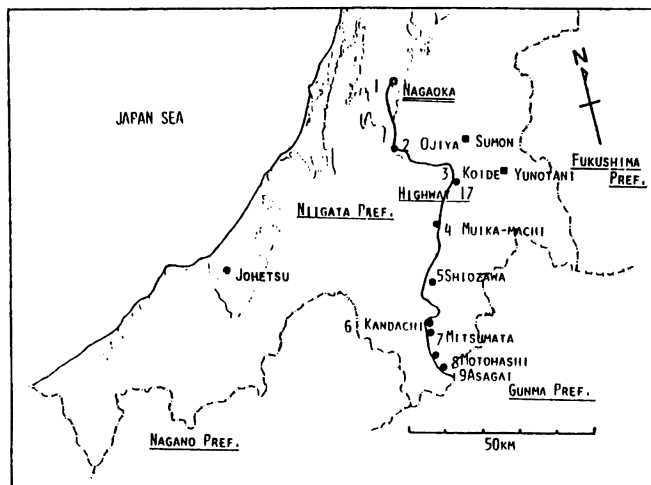 N
1
NAGAOKA
JAPAN SEA
2 OJIYA
SUMON
FUKUSHIMA
PREF.
3 KOIDE
YUNOTANI
HIGHWAY 17
NIIGATA PREF.
4 MUIKA-MACHI
JOHETSU
5 SHIOZAWA
6 KANDACHI
7 MITSUMATA
8 MOTOHASHI
9 ASAGAI
GUNMA PREF.
NAGANO PREF.
50KM